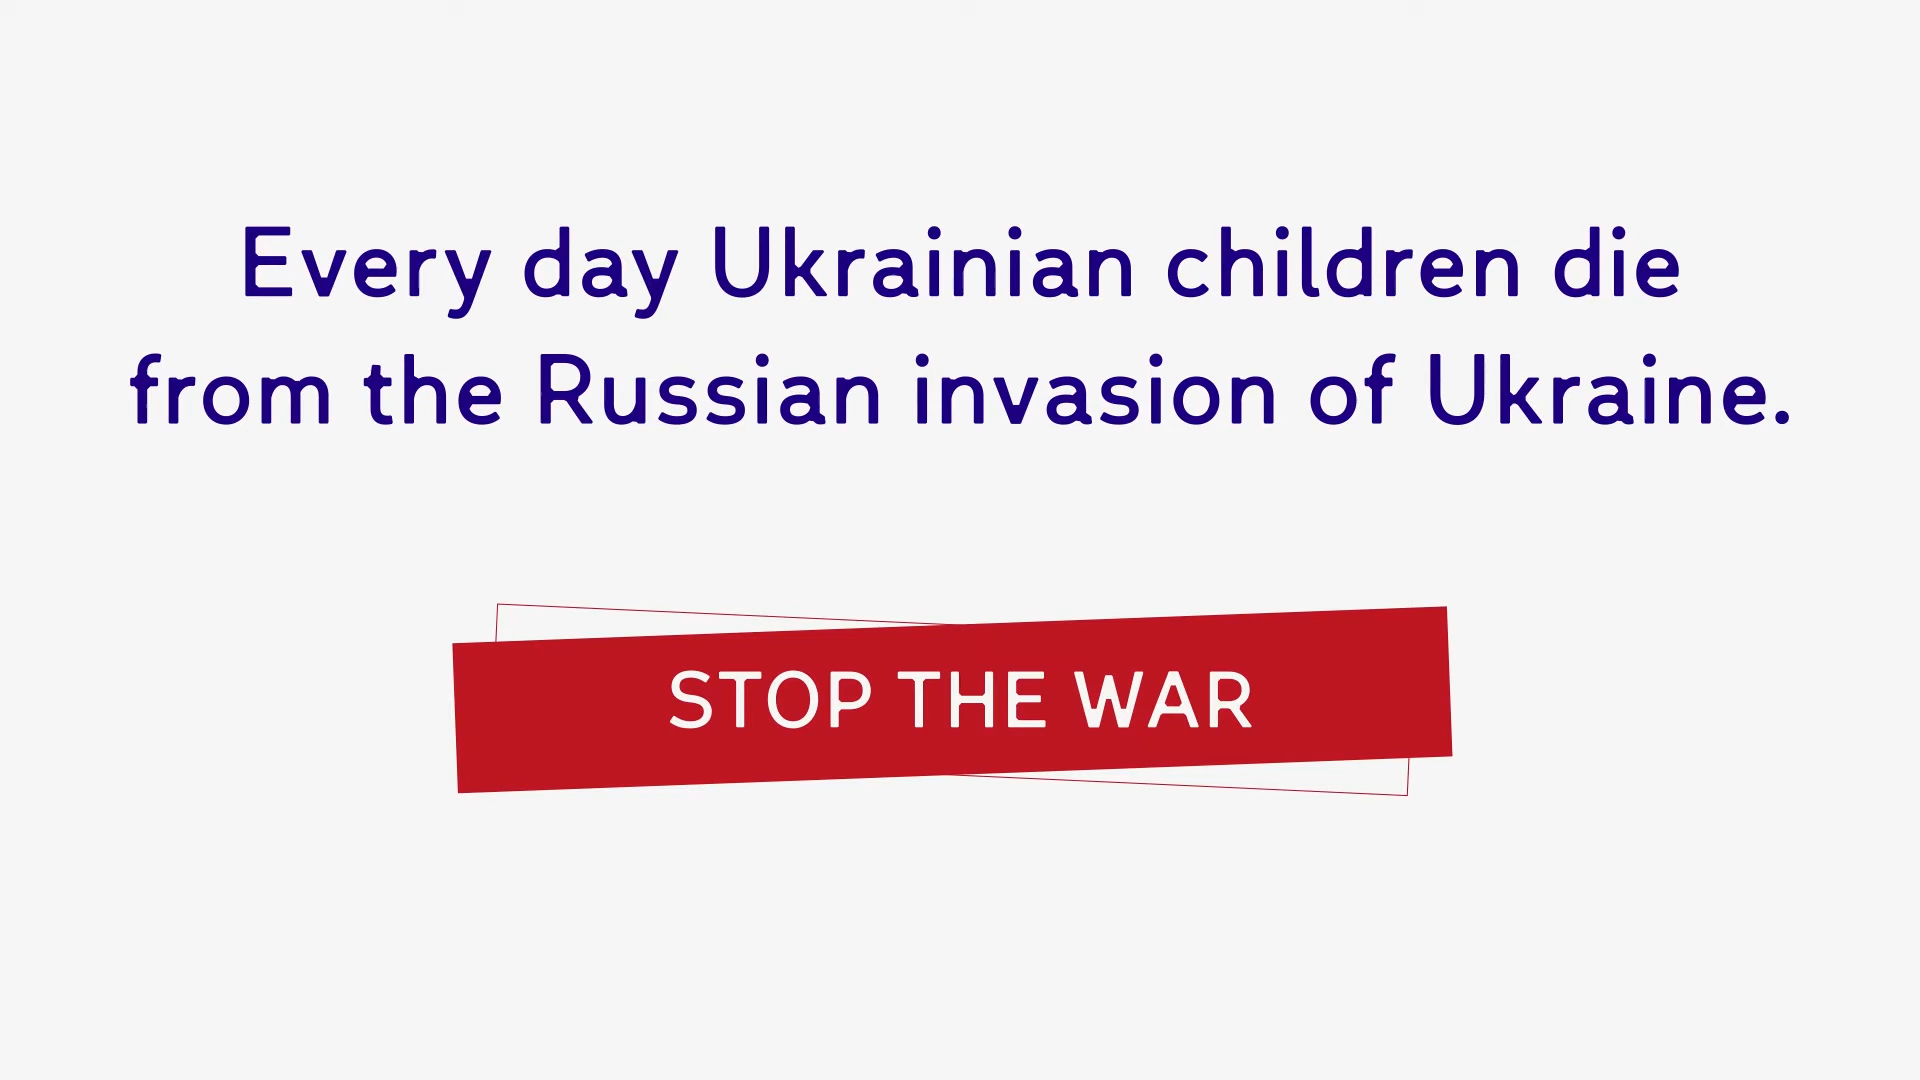 Every day Ukrainian children die
from the Russian invasion of Ukraine.
STOP THE WAR